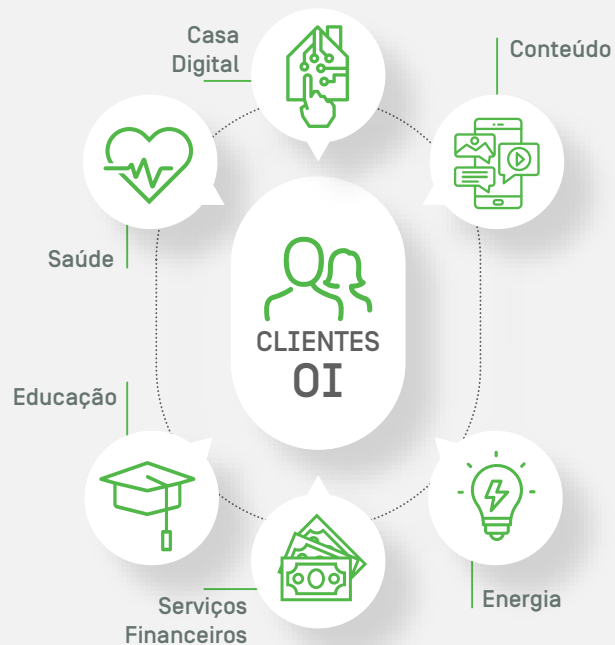 Casa
Digital
Conteúdo
Saúde
CLIENTES
OI
Educação
Energia
Serviços
Financeiros